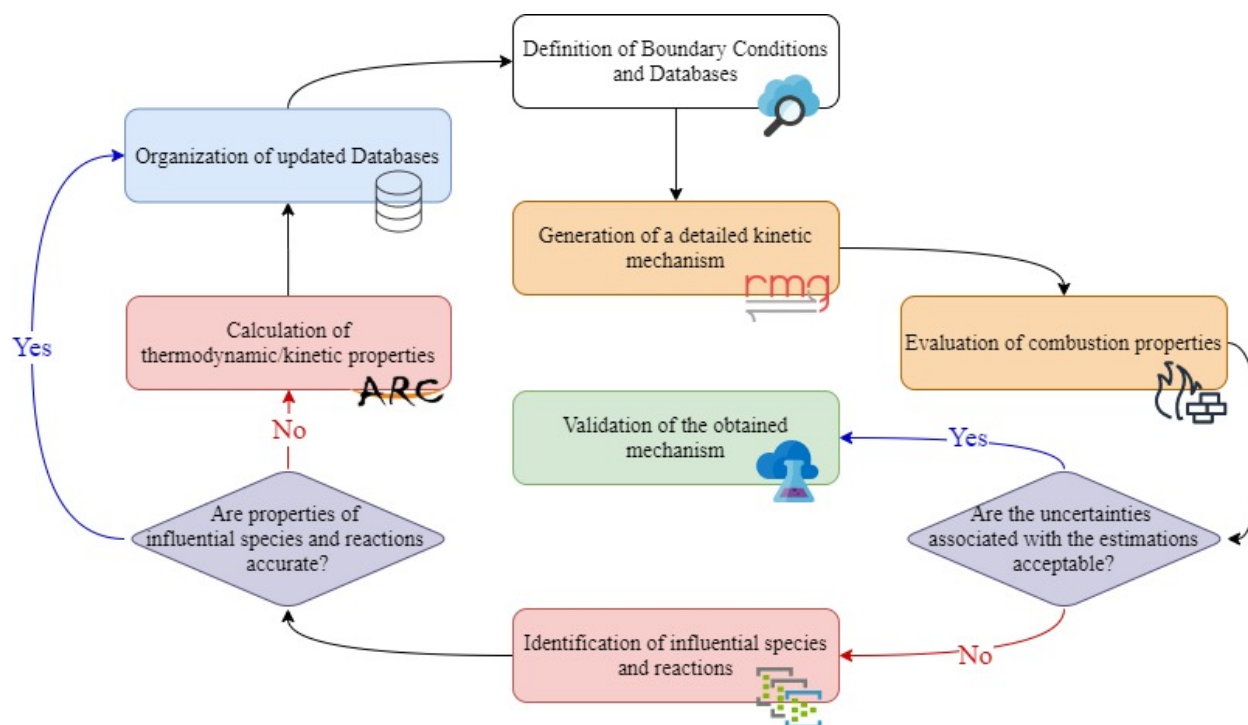 Definition of Boundary Conditions
and Databases
Organization of updated Databases
Generation of a detailed kinetic
mechanism
rmg
Calculation of
thermodynamic/kinetic properties
ARC
Evaluation of combustion properties
Yes
No
Validation of the obtained
mechanism
Yes
Are properties of
influential species and reactions
accurate?
Are the uncertainties
associated with the estimations
acceptable?
Identification of influential species
and reactions
No